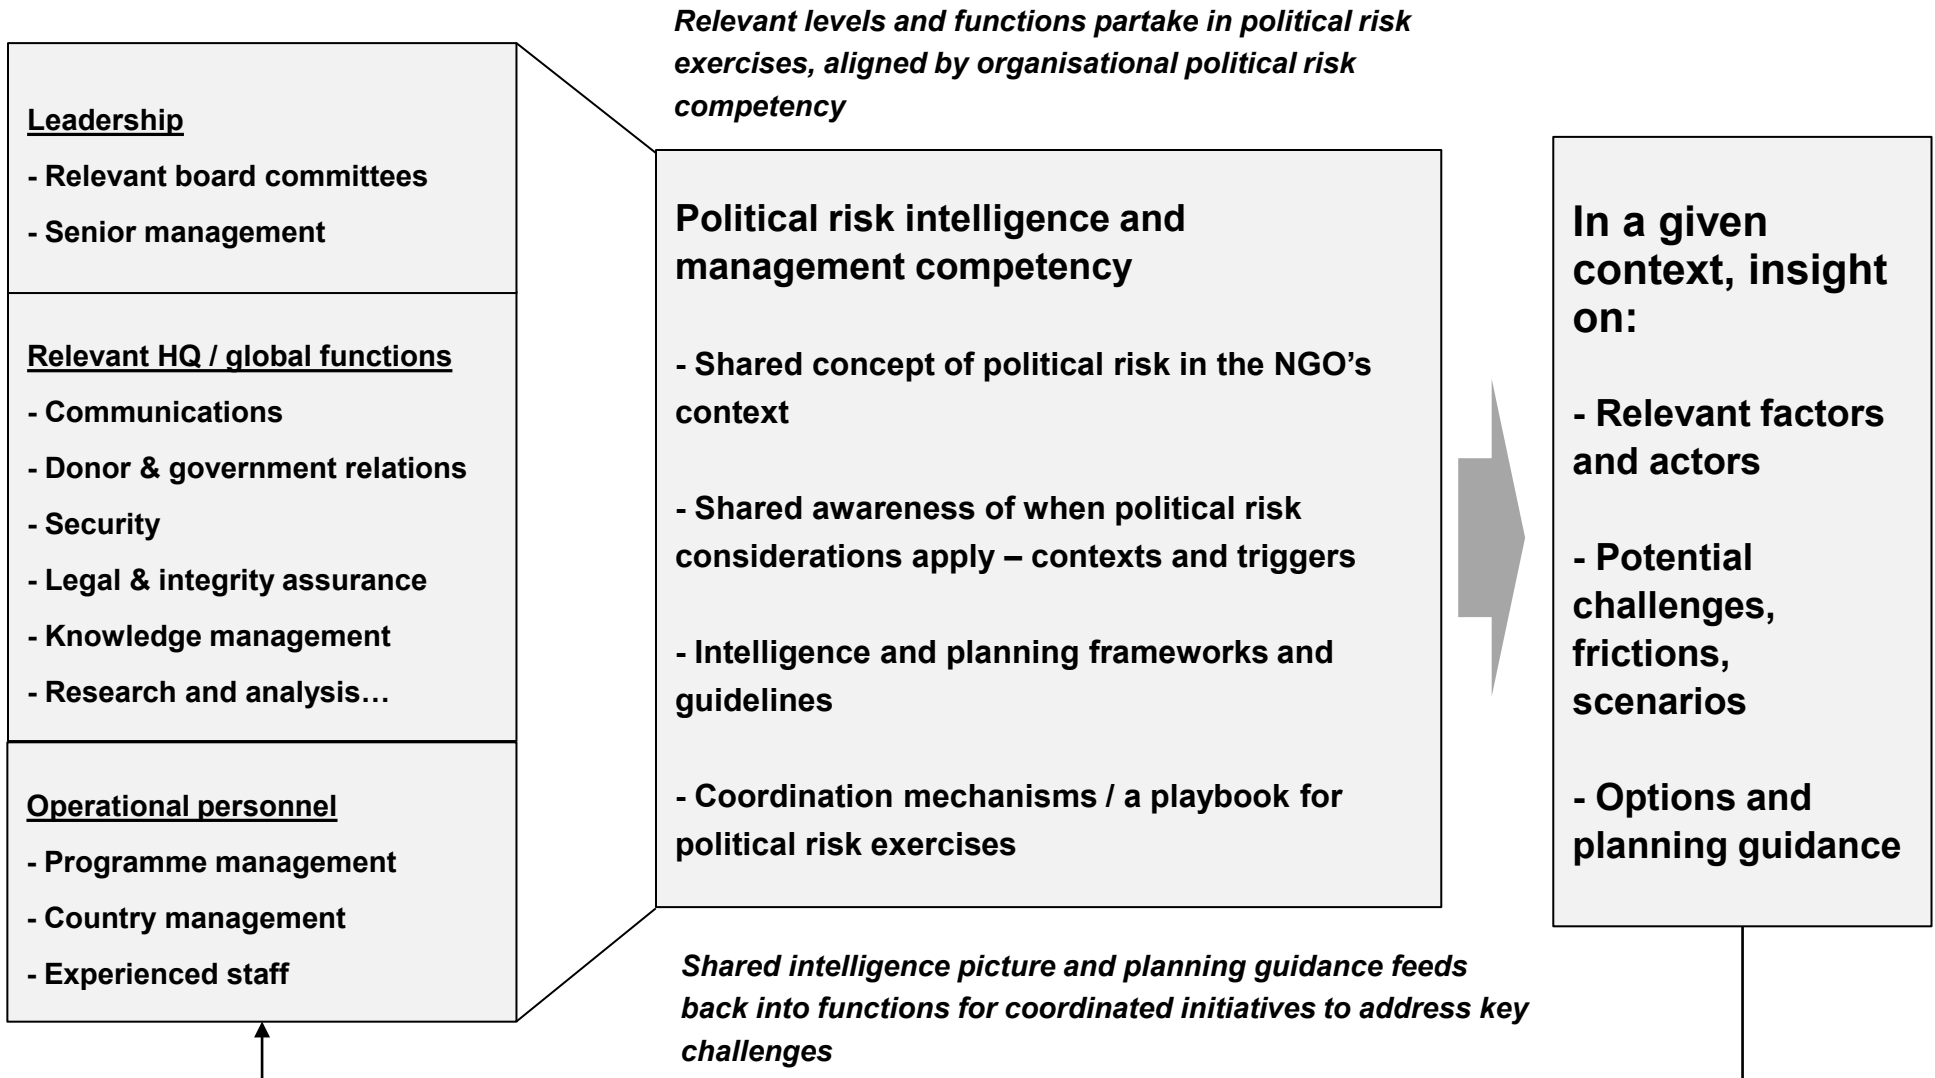 Relevant levels and functions partake in political risk
exercises, aligned by organisational political risk
competency
Leadership
- Relevant board committees
- Senior management
Relevant HQ / global functions
- Communications
- Donor & government relations
- Security
- Legal & integrity assurance
- Knowledge management
- Research and analysis…
Operational personnel
- Programme management
- Country management
- Experienced staff
Political risk intelligence and
management competency
- Shared concept of political risk in the NGO’s
context
- Shared awareness of when political risk
considerations apply – contexts and triggers
- Intelligence and planning frameworks and
guidelines
- Coordination mechanisms / a playbook for
political risk exercises
In a given
context, insight
on:
- Relevant factors
and actors
- Potential
challenges,
frictions,
scenarios
- Options and
planning guidance
Shared intelligence picture and planning guidance feeds
back into functions for coordinated initiatives to address key
challenges